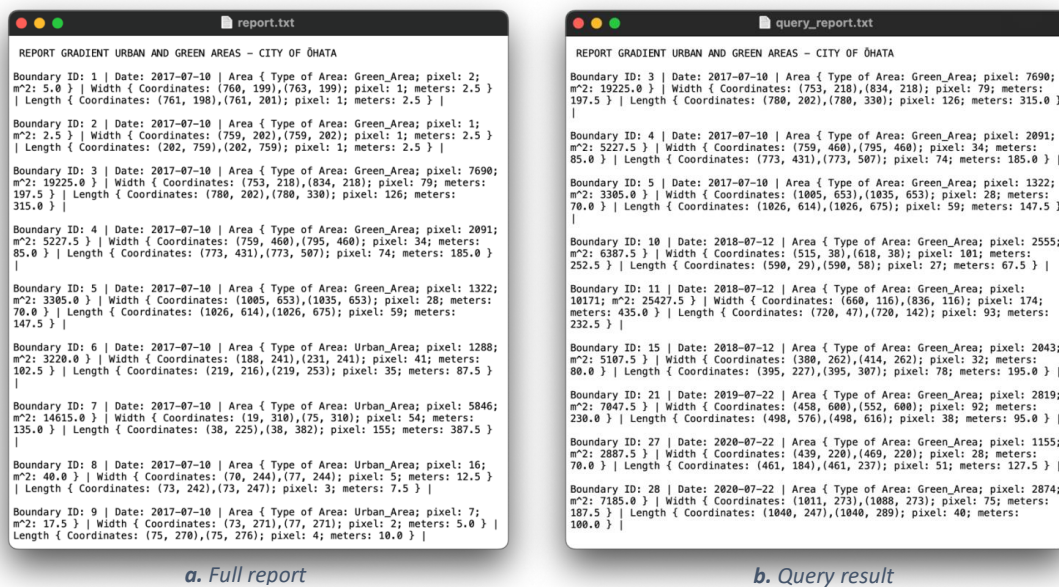 report.txt
REPORT GRADIENT URBAN AND GREEN AREAS – CITY OF ŌHATA
Boundary ID: 1 | Date: 2017-07-10 | Area { Type of Area: Green_Area; pixel: 2;
m^2: 5.0 } | Width { Coordinates: (760, 199),(763, 199); pixel: 1; meters: 2.5 }
| Length { Coordinates: (761, 198),(761, 201); pixel: 1; meters: 2.5 } |
Boundary ID: 2 | Date: 2017-07-10 | Area { Type of Area: Green_Area; pixel: 1;
m^2: 2.5 } | Width { Coordinates: (759, 202),(759, 202); pixel: 1; meters: 2.5 }
| Length { Coordinates: (202, 759),(202, 759); pixel: 1; meters: 2.5 } |
Boundary ID: 3 | Date: 2017-07-10 | Area { Type of Area: Green_Area; pixel: 7690;
m^2: 19225.0 } | Width { Coordinates: (753, 218),(834, 218); pixel: 79; meters:
197.5 } | Length { Coordinates: (780, 202),(780, 330); pixel: 126; meters:
315.0 } |
Boundary ID: 4 | Date: 2017-07-10 | Area { Type of Area: Green_Area; pixel: 2091;
m^2: 5227.5 } | Width { Coordinates: (759, 460),(795, 460); pixel: 34; meters:
85.0 } | Length { Coordinates: (773, 431),(773, 507); pixel: 74; meters: 185.0 }
|
Boundary ID: 5 | Date: 2017-07-10 | Area { Type of Area: Green_Area; pixel: 1322;
m^2: 3305.0 } | Width { Coordinates: (1005, 653),(1035, 653); pixel: 28; meters:
70.0 } | Length { Coordinates: (1026, 614),(1026, 675); pixel: 59; meters:
147.5 } |
Boundary ID: 6 | Date: 2017-07-10 | Area { Type of Area: Urban_Area; pixel: 1288;
m^2: 3220.0 } | Width { Coordinates: (188, 241),(231, 241); pixel: 41; meters:
102.5 } | Length { Coordinates: (219, 216),(219, 253); pixel: 35; meters: 87.5 }
|
Boundary ID: 7 | Date: 2017-07-10 | Area { Type of Area: Urban_Area; pixel: 5846;
m^2: 14615.0 } | Width { Coordinates: (19, 310),(75, 310); pixel: 54; meters:
135.0 } | Length { Coordinates: (38, 225),(38, 382); pixel: 155; meters: 387.5 }
|
Boundary ID: 8 | Date: 2017-07-10 | Area { Type of Area: Urban_Area; pixel: 16;
m^2: 40.0 } | Width { Coordinates: (70, 244),(77, 244); pixel: 5; meters: 12.5 }
| Length { Coordinates: (73, 242),(73, 247); pixel: 3; meters: 7.5 } |
Boundary ID: 9 | Date: 2017-07-10 | Area { Type of Area: Urban_Area; pixel: 7;
m^2: 17.5 } | Width { Coordinates: (73, 271),(77, 271); pixel: 2; meters: 5.0 } |
Length { Coordinates: (75, 270),(75, 276); pixel: 4; meters: 10.0 } |
a. Full report
query_report.txt
REPORT GRADIENT URBAN AND GREEN AREAS – CITY OF ŌHATA
Boundary ID: 3 | Date: 2017-07-10 | Area { Type of Area: Green_Area; pixel: 7690;
m^2: 19225.0 } | Width { Coordinates: (753, 218),(834, 218); pixel: 79; meters:
197.5 } | Length { Coordinates: (780, 202),(780, 330); pixel: 126; meters: 315.0 }
|
Boundary ID: 4 | Date: 2017-07-10 | Area { Type of Area: Green_Area; pixel: 2091;
m^2: 5227.5 } | Width { Coordinates: (759, 460),(795, 460); pixel: 34; meters:
85.0 } | Length { Coordinates: (773, 431),(773, 507); pixel: 74; meters: 185.0 } |
Boundary ID: 5 | Date: 2017-07-10 | Area { Type of Area: Green_Area; pixel: 1322;
m^2: 3305.0 } | Width { Coordinates: (1005, 653),(1035, 653); pixel: 28; meters:
70.0 } | Length { Coordinates: (1026, 614),(1026, 675); pixel: 59; meters: 147.5 }
|
Boundary ID: 10 | Date: 2018-07-12 | Area { Type of Area: Green_Area; pixel: 2555;
m^2: 6387.5 } | Width { Coordinates: (515, 38),(618, 38); pixel: 101; meters:
252.5 } | Length { Coordinates: (590, 29),(590, 58); pixel: 27; meters: 67.5 } |
Boundary ID: 11 | Date: 2018-07-12 | Area { Type of Area: Green_Area; pixel:
10171; m^2: 25427.5 } | Width { Coordinates: (660, 116),(836, 116); pixel: 174;
meters: 435.0 } | Length { Coordinates: (720, 47),(720, 142); pixel: 93; meters:
232.5 } |
Boundary ID: 15 | Date: 2018-07-12 | Area { Type of Area: Green_Area; pixel: 2043;
m^2: 5107.5 } | Width { Coordinates: (380, 262),(414, 262); pixel: 32; meters:
80.0 } | Length { Coordinates: (395, 227),(395, 307); pixel: 78; meters: 195.0 } |
Boundary ID: 21 | Date: 2019-07-22 | Area { Type of Area: Green_Area; pixel: 2819;
m^2: 7047.5 } | Width { Coordinates: (458, 600),(552, 600); pixel: 92; meters:
230.0 } | Length { Coordinates: (498, 576),(498, 616); pixel: 38; meters: 95.0 } |
Boundary ID: 27 | Date: 2020-07-22 | Area { Type of Area: Green_Area; pixel: 1155;
m^2: 2887.5 } | Width { Coordinates: (439, 220),(469, 220); pixel: 28; meters:
70.0 } | Length { Coordinates: (461, 184),(461, 237); pixel: 51; meters: 127.5 } |
Boundary ID: 28 | Date: 2020-07-22 | Area { Type of Area: Green_Area; pixel: 2874;
m^2: 7185.0 } | Width { Coordinates: (1011, 273),(1088, 273); pixel: 75; meters:
187.5 } | Length { Coordinates: (1040, 247),(1040, 289); pixel: 40; meters:
100.0 } |
b. Query result